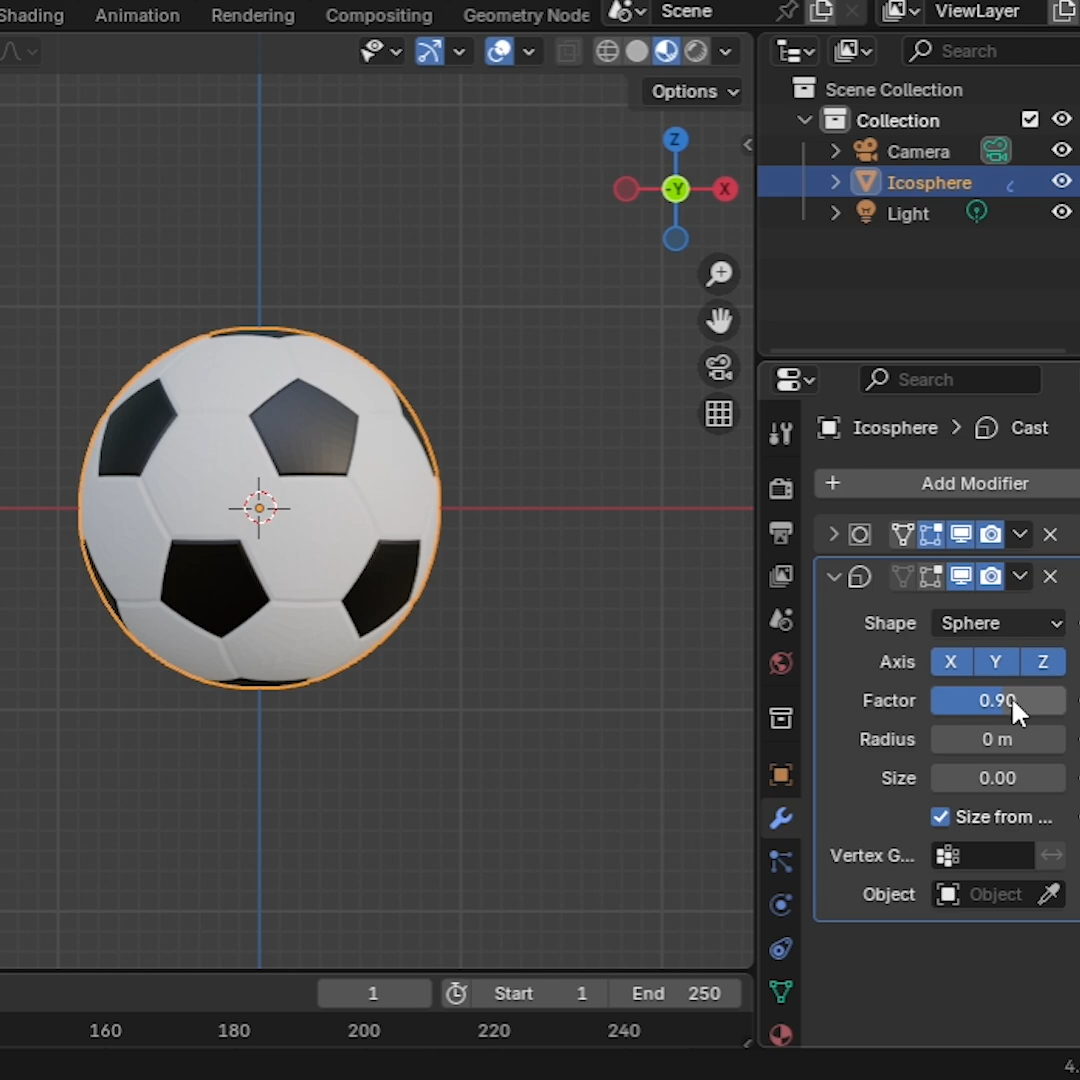 Shading Animation Rendering Compositing Geometry Node Scene ViewLayer
Options
Search
Scene Collection
Collection
Camera
Icosphere
Light
Z
-Y X
Search
Icosphere > Cast
+ Add Modifier
Shape Sphere
Axis X Y Z
Factor 0.90
Radius 0 m
Size 0.00
Size from ...
Vertex G...
Object Object
1 Start 1 End 250
160 180 200 220 240
4.